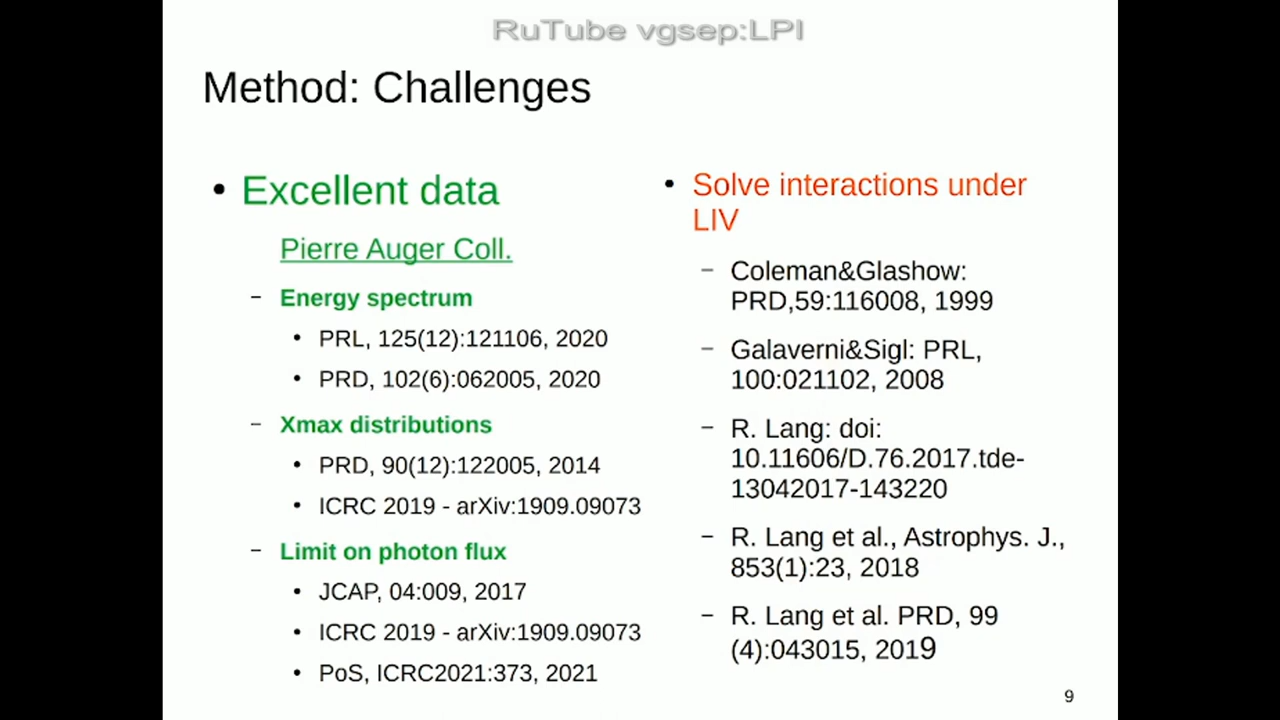 RuTube vgsep:LPI
Method: Challenges
• Excellent data
Pierre Auger Coll.
– Energy spectrum
• PRL, 125(12):121106, 2020
• PRD, 102(6):062005, 2020
– Xmax distributions
• PRD, 90(12):122005, 2014
• ICRC 2019 - arXiv:1909.09073
– Limit on photon flux
• JCAP, 04:009, 2017
• ICRC 2019 - arXiv:1909.09073
• PoS, ICRC2021:373, 2021
• Solve interactions under
LIV
– Coleman&Glashow:
PRD,59:116008, 1999
– Galaverni&Sigl: PRL,
100:021102, 2008
– R. Lang: doi:
10.11606/D.76.2017.tde-
13042017-143220
– R. Lang et al., Astrophys. J.,
853(1):23, 2018
– R. Lang et al. PRD, 99
(4):043015, 2019
9